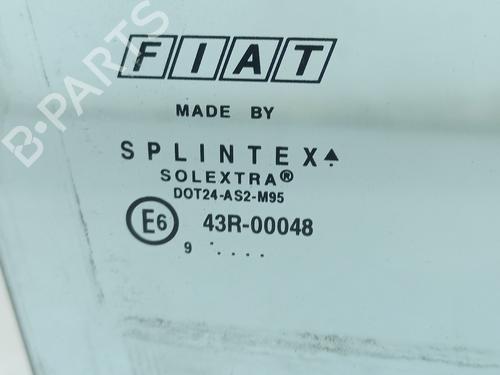 B-PARTS
FIAT
MADE BY
SPLINTEX
SOLEXTRA®
DOT24-AS2-M95
E6 43R-00048
9 ....